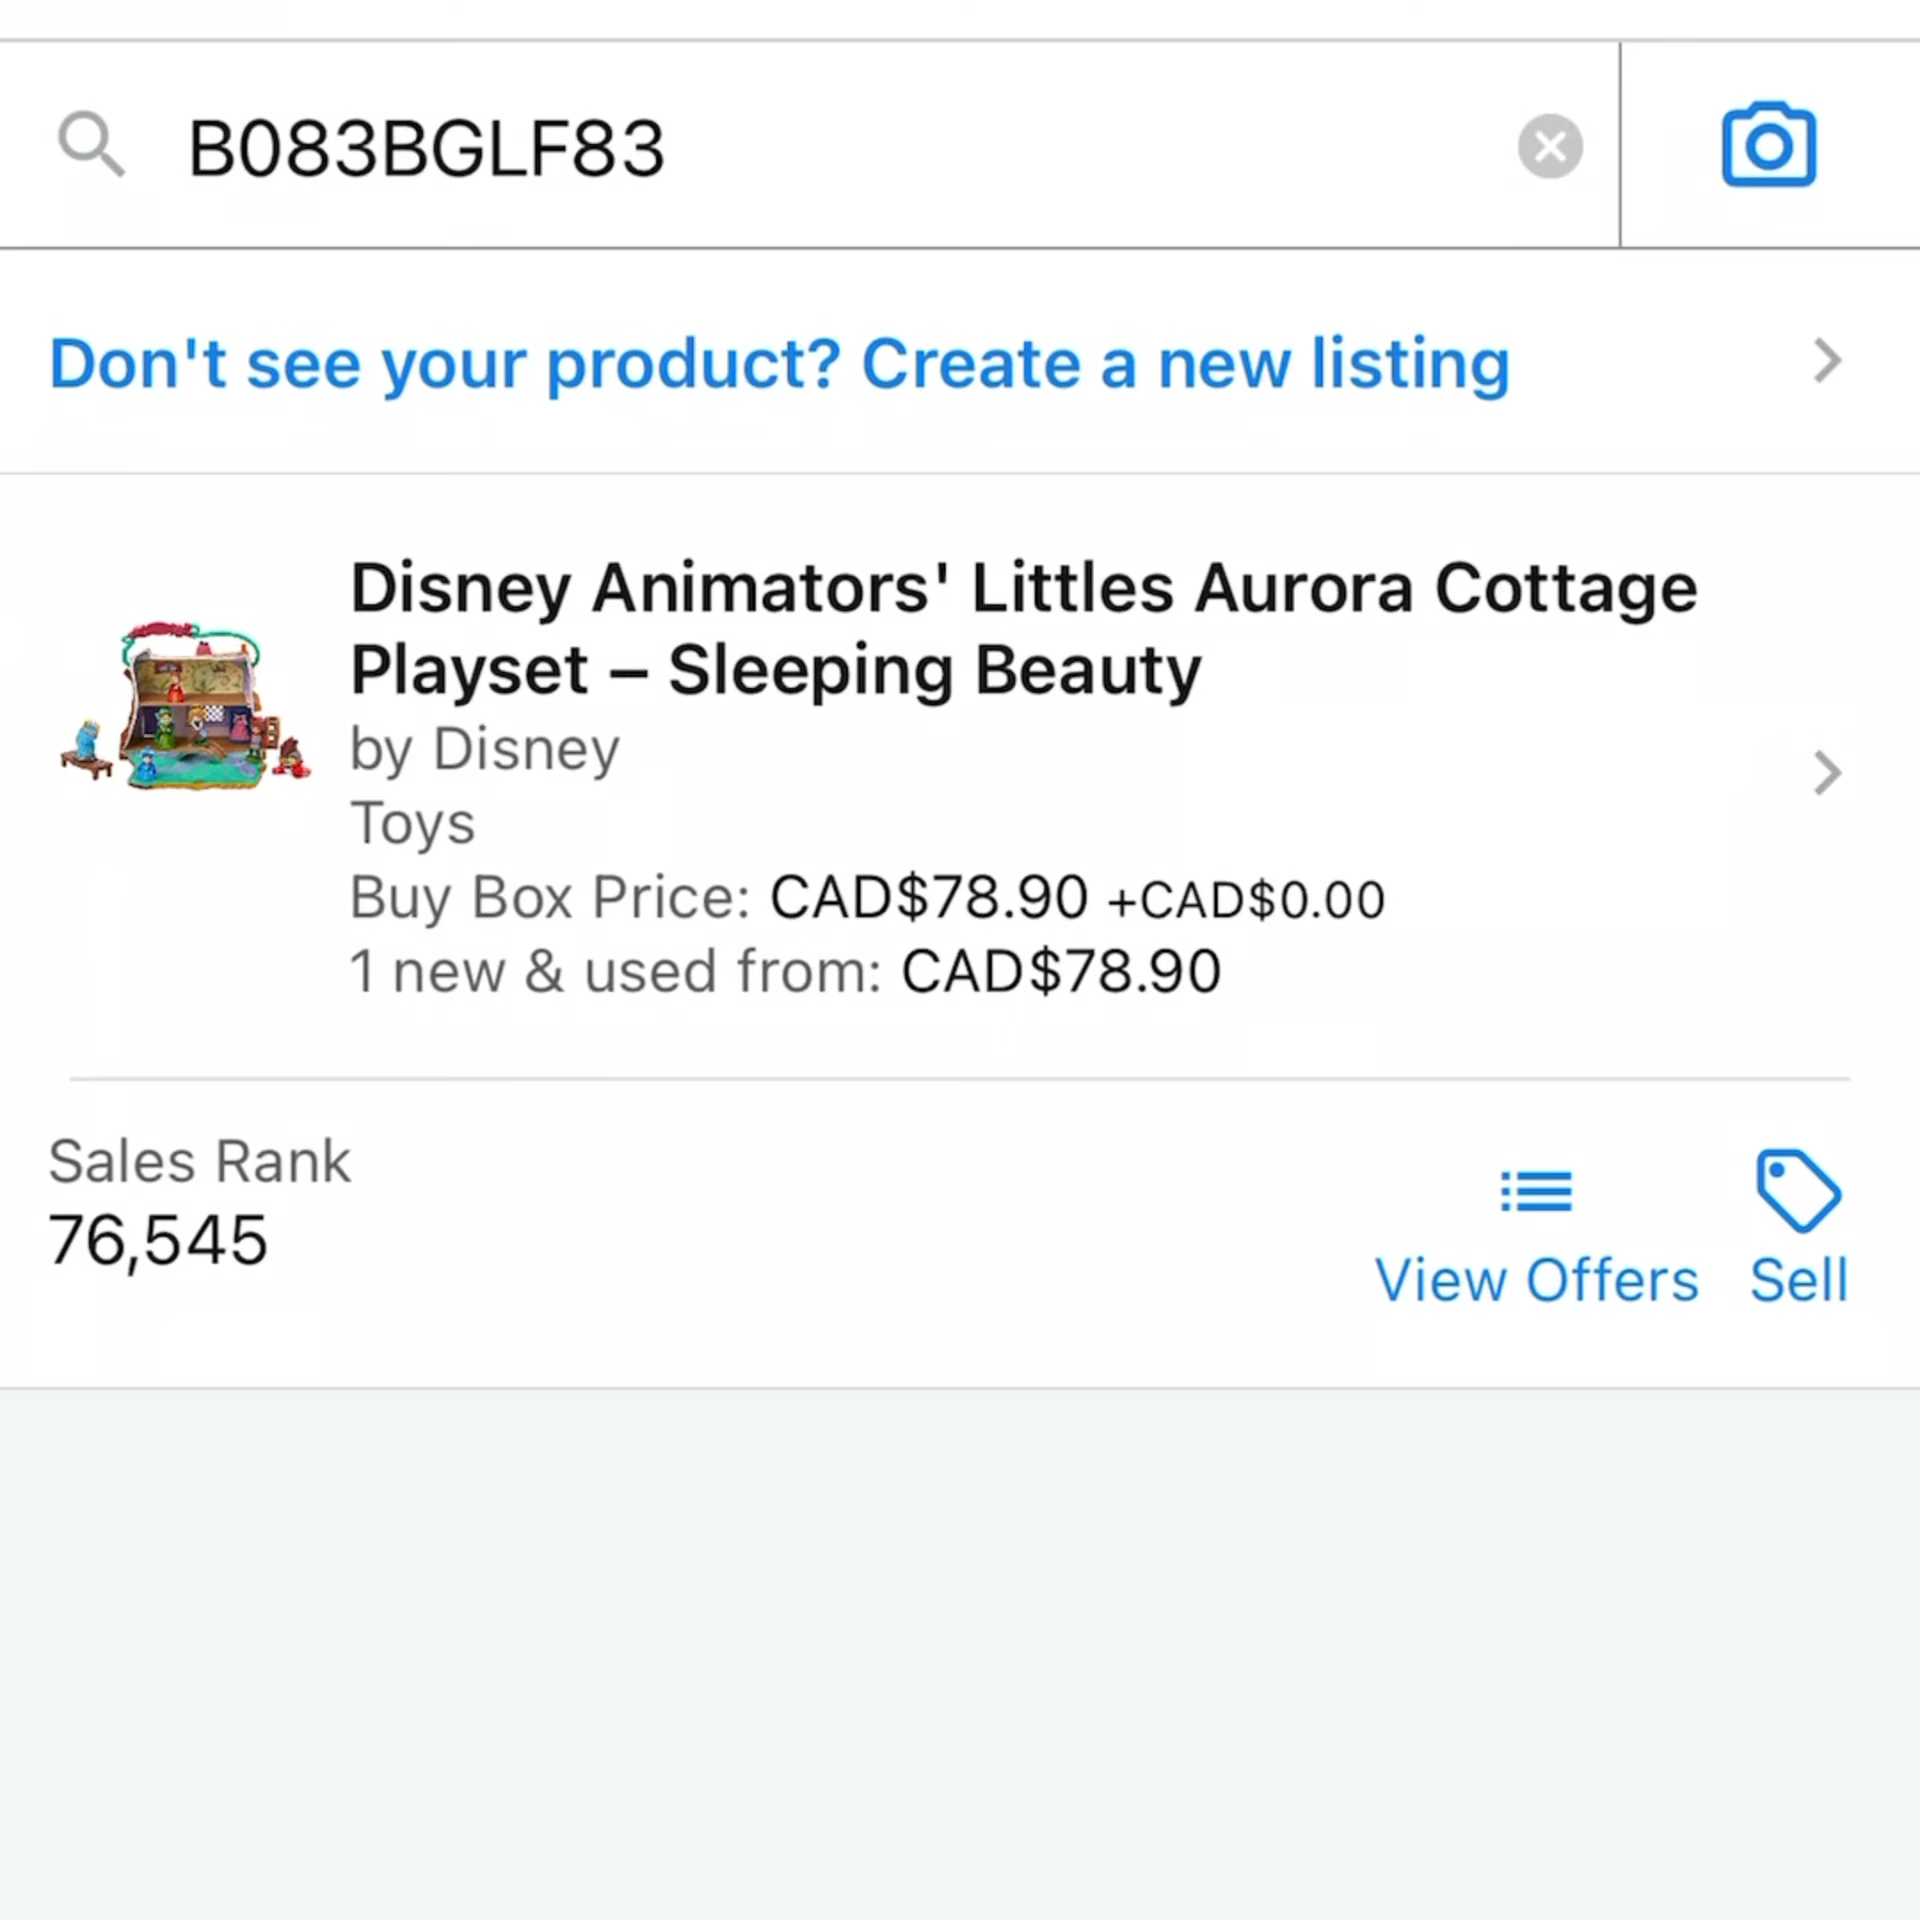 B083BGLF83
Don't see your product? Create a new listing
Disney Animators' Littles Aurora Cottage
Playset – Sleeping Beauty
by Disney
Toys
Buy Box Price: CAD$78.90 +CAD$0.00
1 new & used from: CAD$78.90
Sales Rank
76,545
View Offers
Sell